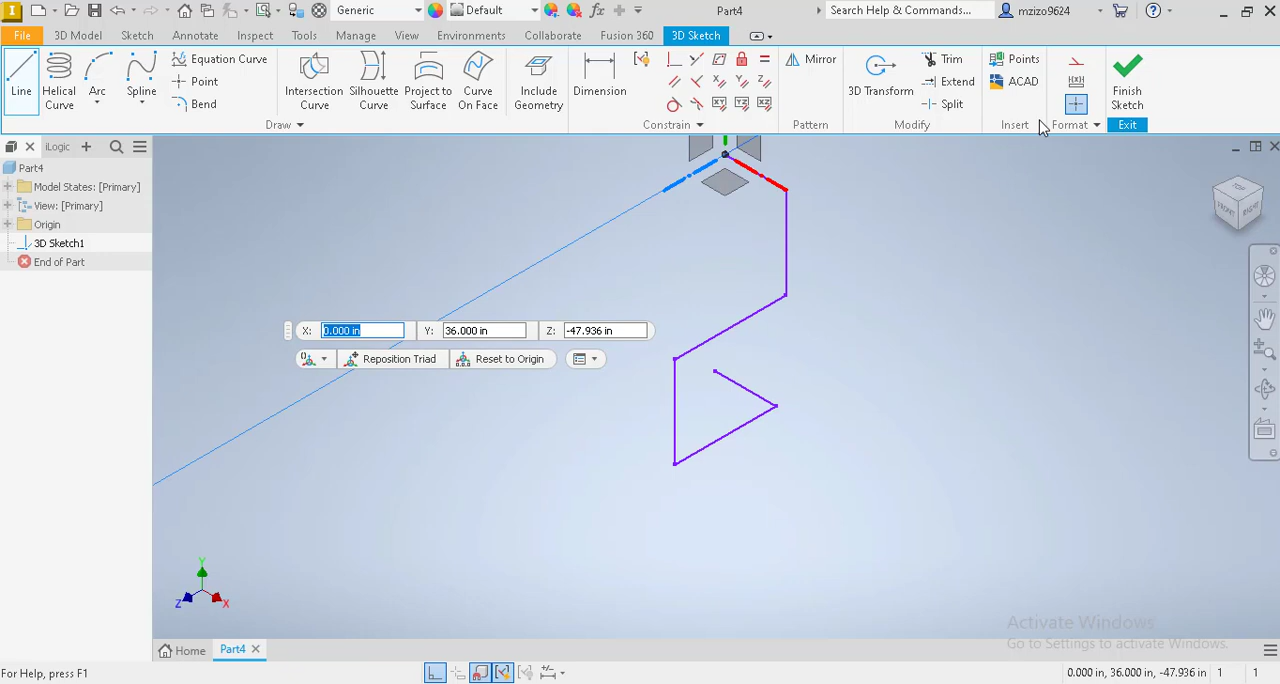 Generic Default Part4 Search Help & Commands... mzizo9624
File 3D Model Sketch Annotate Inspect Tools Manage View Environments Collaborate Fusion 360 3D Sketch
Line Helical Curve Arc Spline Equation Curve Point Bend
Intersection Curve Silhouette Curve Project to Surface Curve On Face Include Geometry
Dimension Mirror 3D Transform Trim Extend Split Points ACAD Finish Sketch
Draw Constrain Pattern Modify Insert Format Exit
iLogic
Part4
Model States: [Primary]
View: [Primary]
Origin
3D Sketch1
End of Part
TOP
FRONT RIGHT
X: 0.000 in Y: 36.000 in Z: -47.936 in
Reposition Triad Reset to Origin
Y
Z X
Activate Windows
Go to Settings to activate Windows.
Home Part4
For Help, press F1 0.000 in, 36.000 in, -47.936 in 1 1